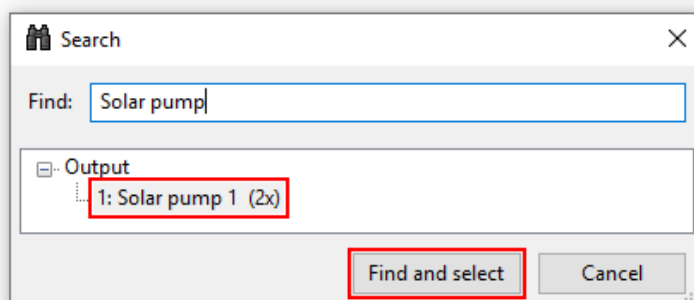 Search
Find: Solar pump
Output
1: Solar pump 1 (2x)
Find and select Cancel